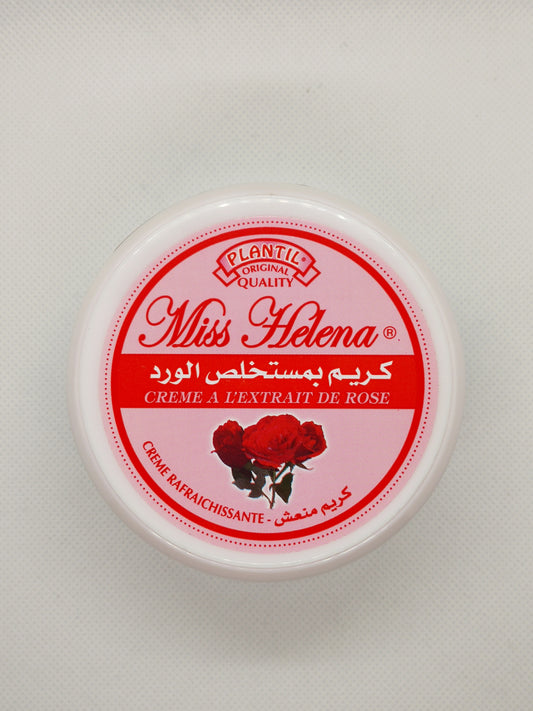 PLANTIL®
ORIGINAL
QUALITY
Miss Helena ®
كريم بمستخلص الورد
CREME A L'EXTRAIT DE ROSE
CREME RAFRAICHISSANTE - كريم منعش